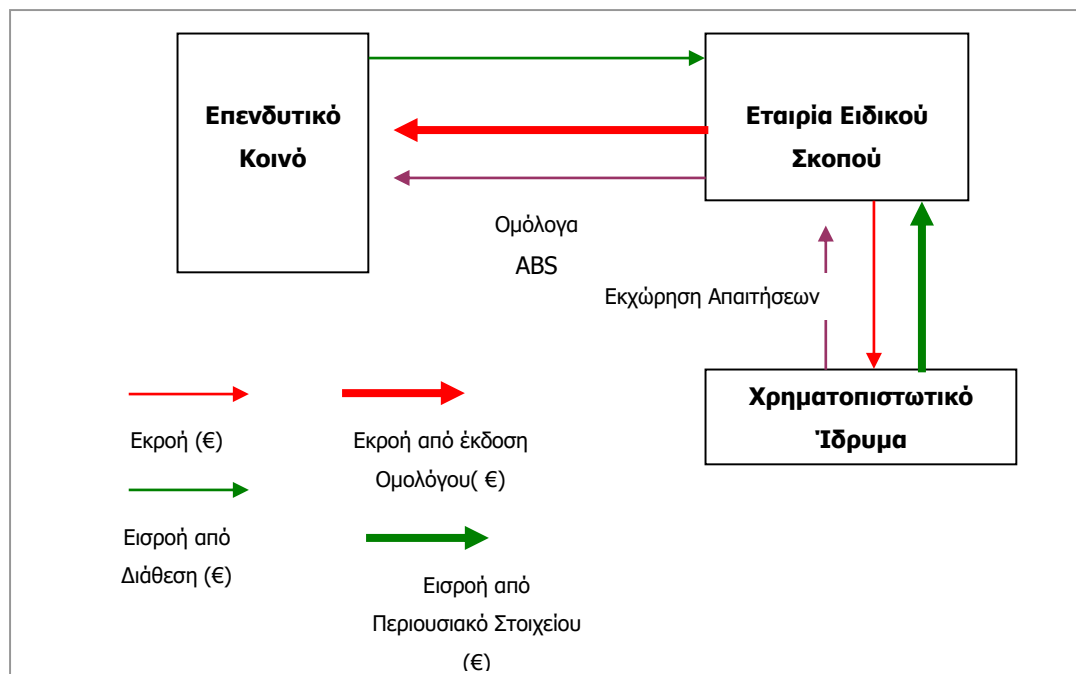 Επενδυτικό
Κοινό
Εταιρία Ειδικού
Σκοπού
Ομόλογα
ABS
Εκχώρηση Απαιτήσεων
Χρηματοπιστωτικό
Ίδρυμα
Εκροή (€)
Εκροή από έκδοση
Ομολόγου( €)
Εισροή από
Διάθεση (€)
Εισροή από
Περιουσιακό Στοιχείου
(€)